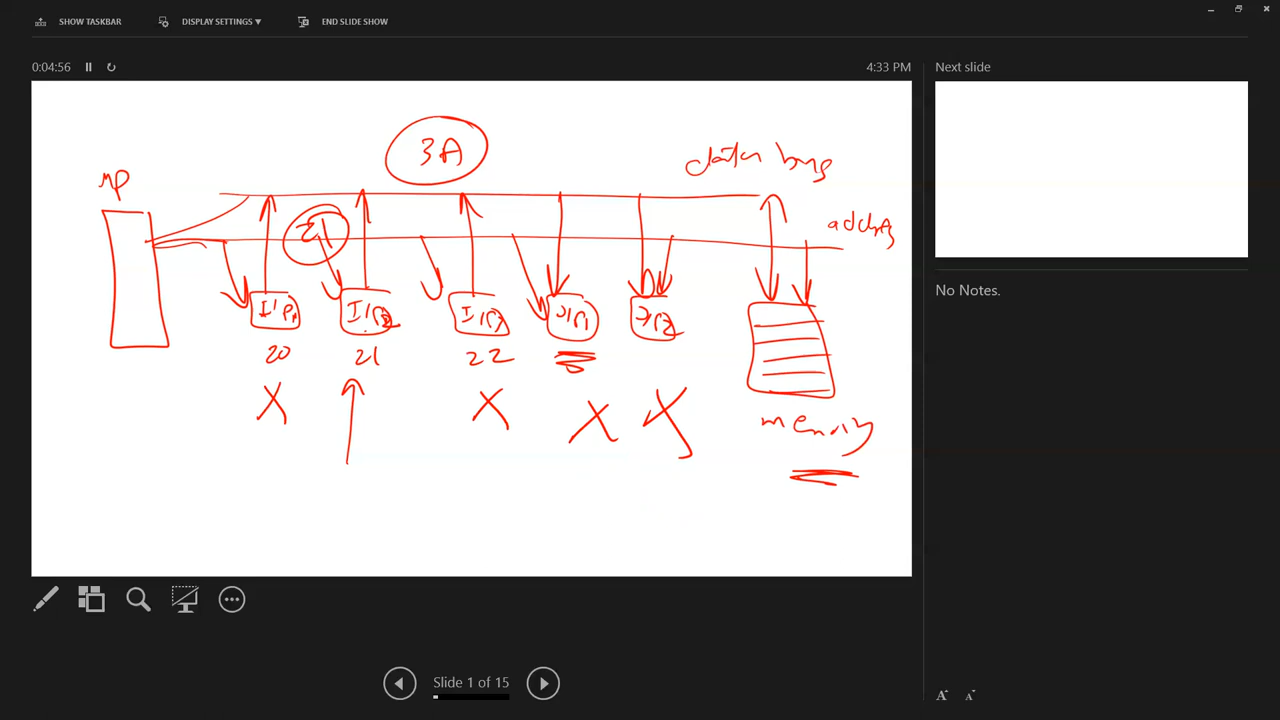 SHOW TASKBAR
DISPLAY SETTINGS ▼
END SLIDE SHOW
0:04:56
4:33 PM
Next slide
3A
data bus
μP
address
21
I/P1
I/P2
I/P3
O/P1
O/P2
20
21
22
X
X
X
X
memory
No Notes.
Slide 1 of 15
A
A